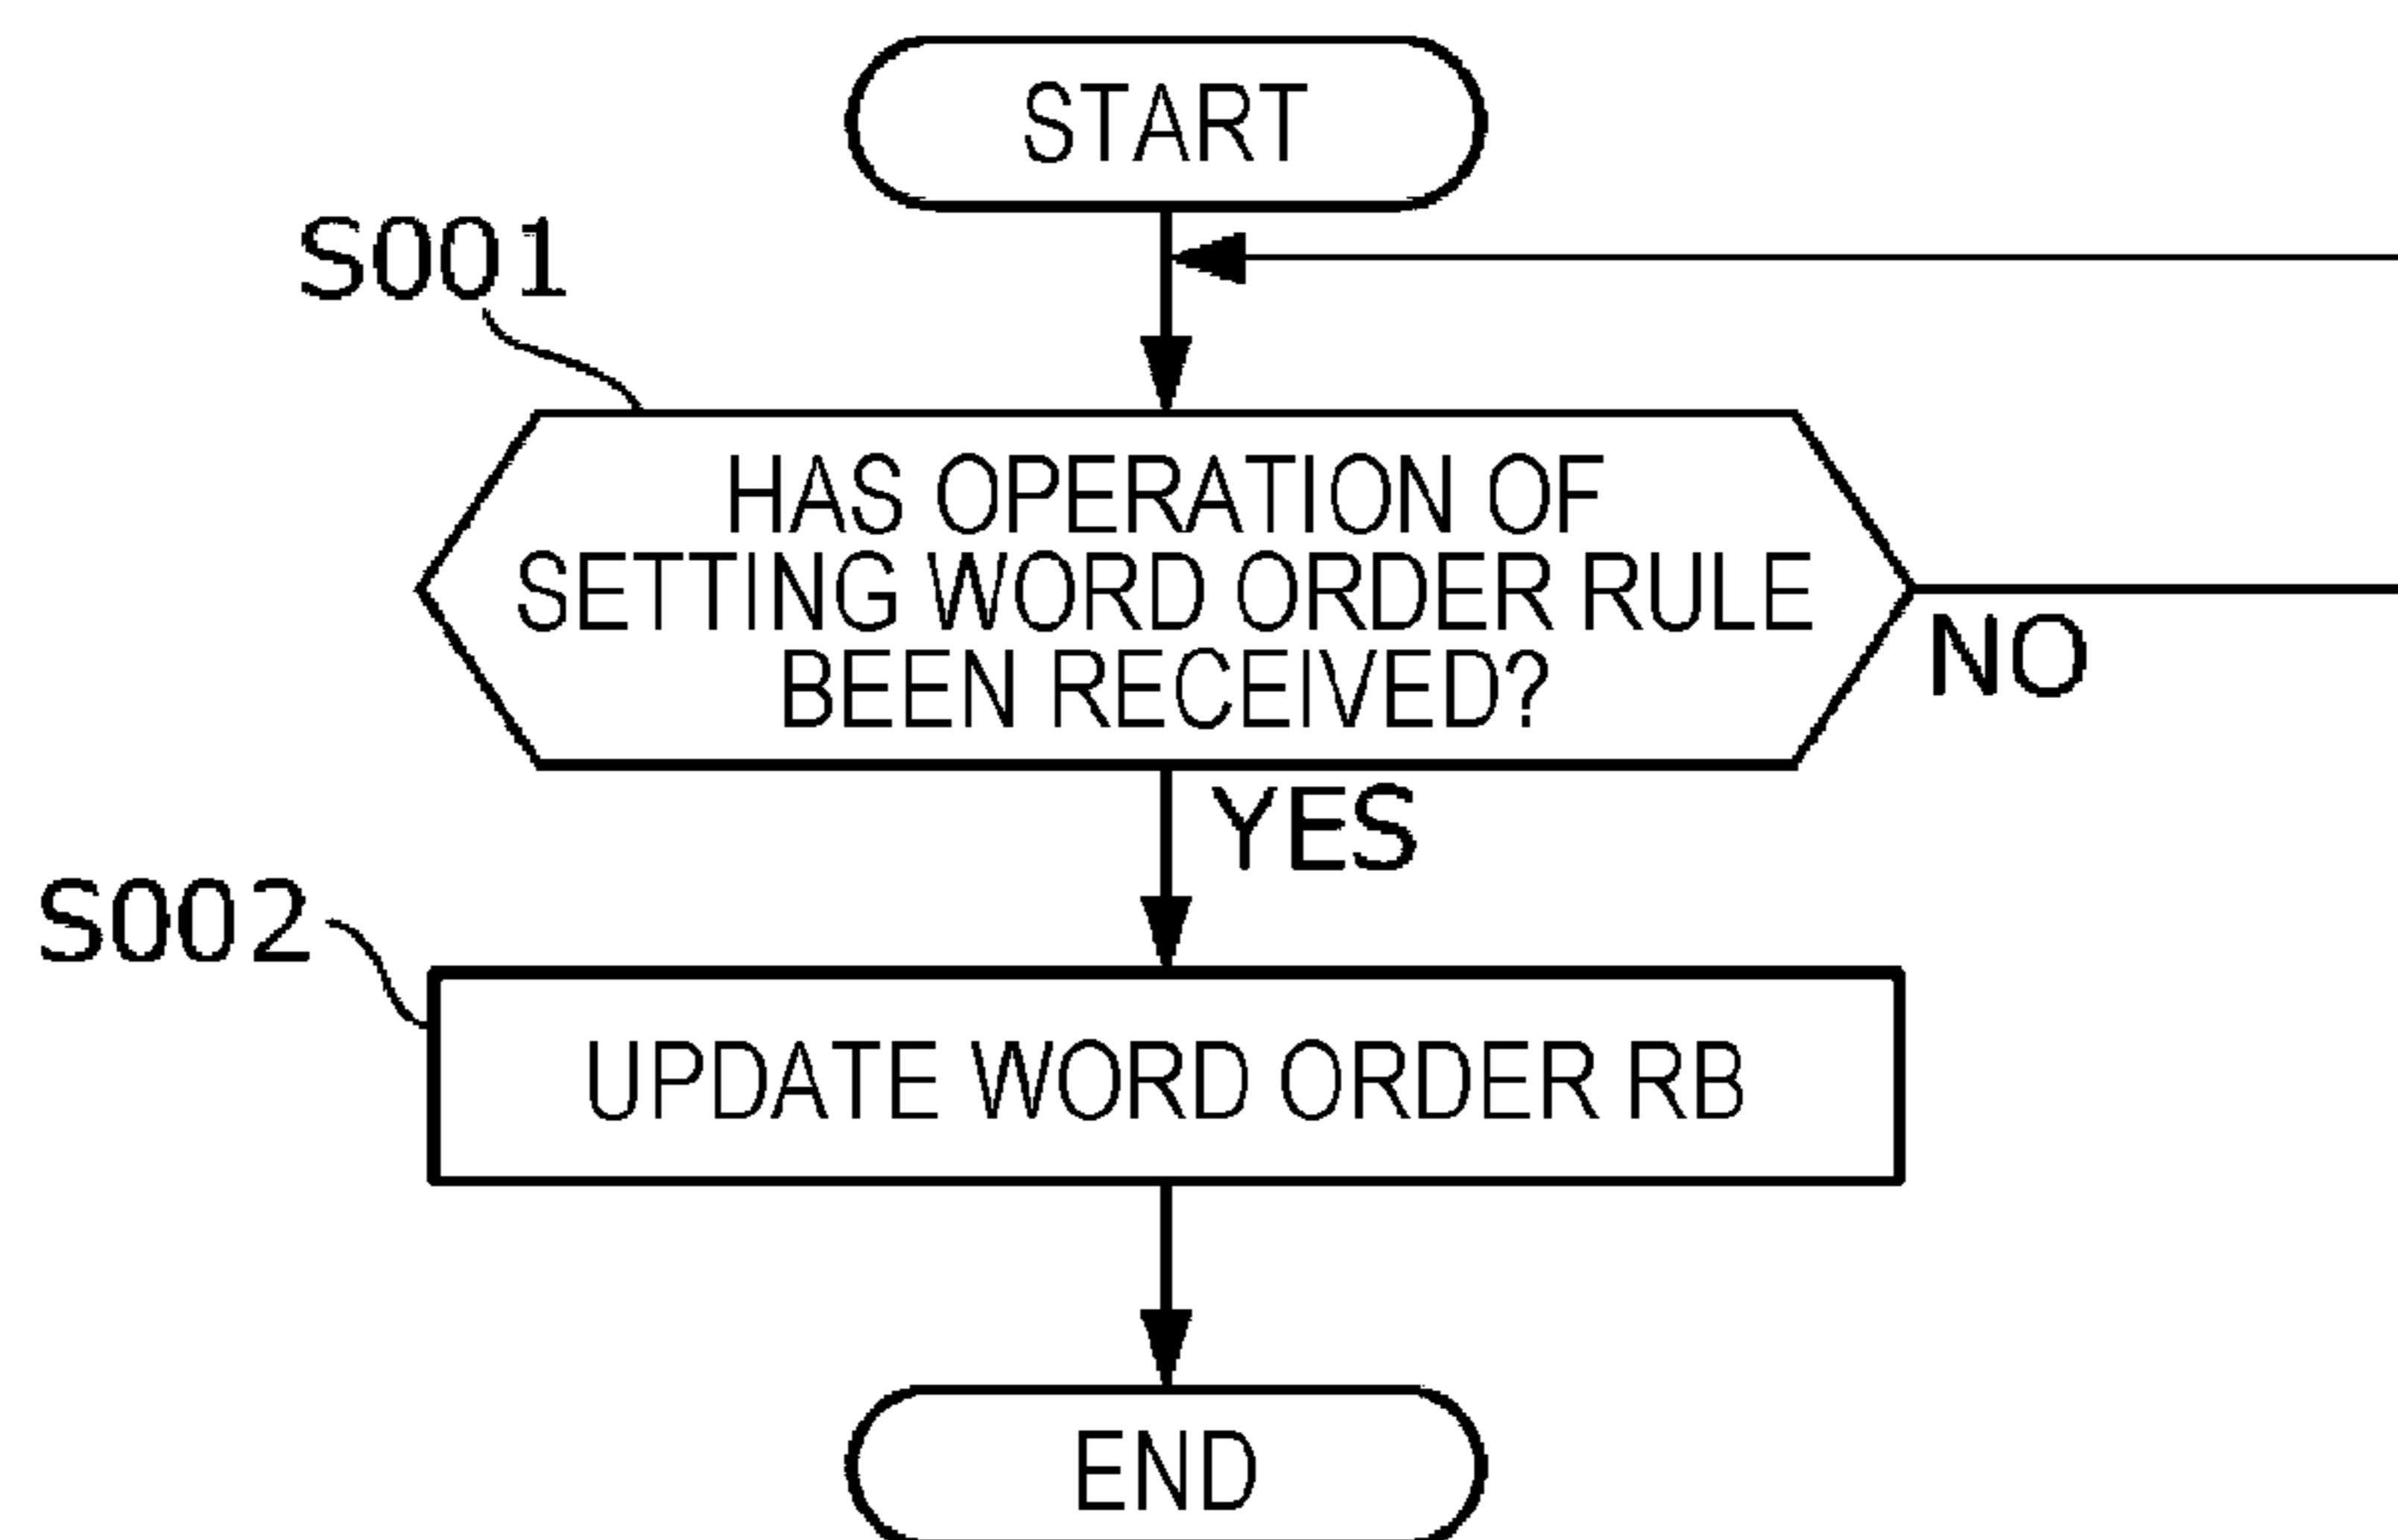 START
S001
HAS OPERATION OF
SETTING WORD ORDER RULE
BEEN RECEIVED?
NO
YES
S002
UPDATE WORD ORDER RB
END